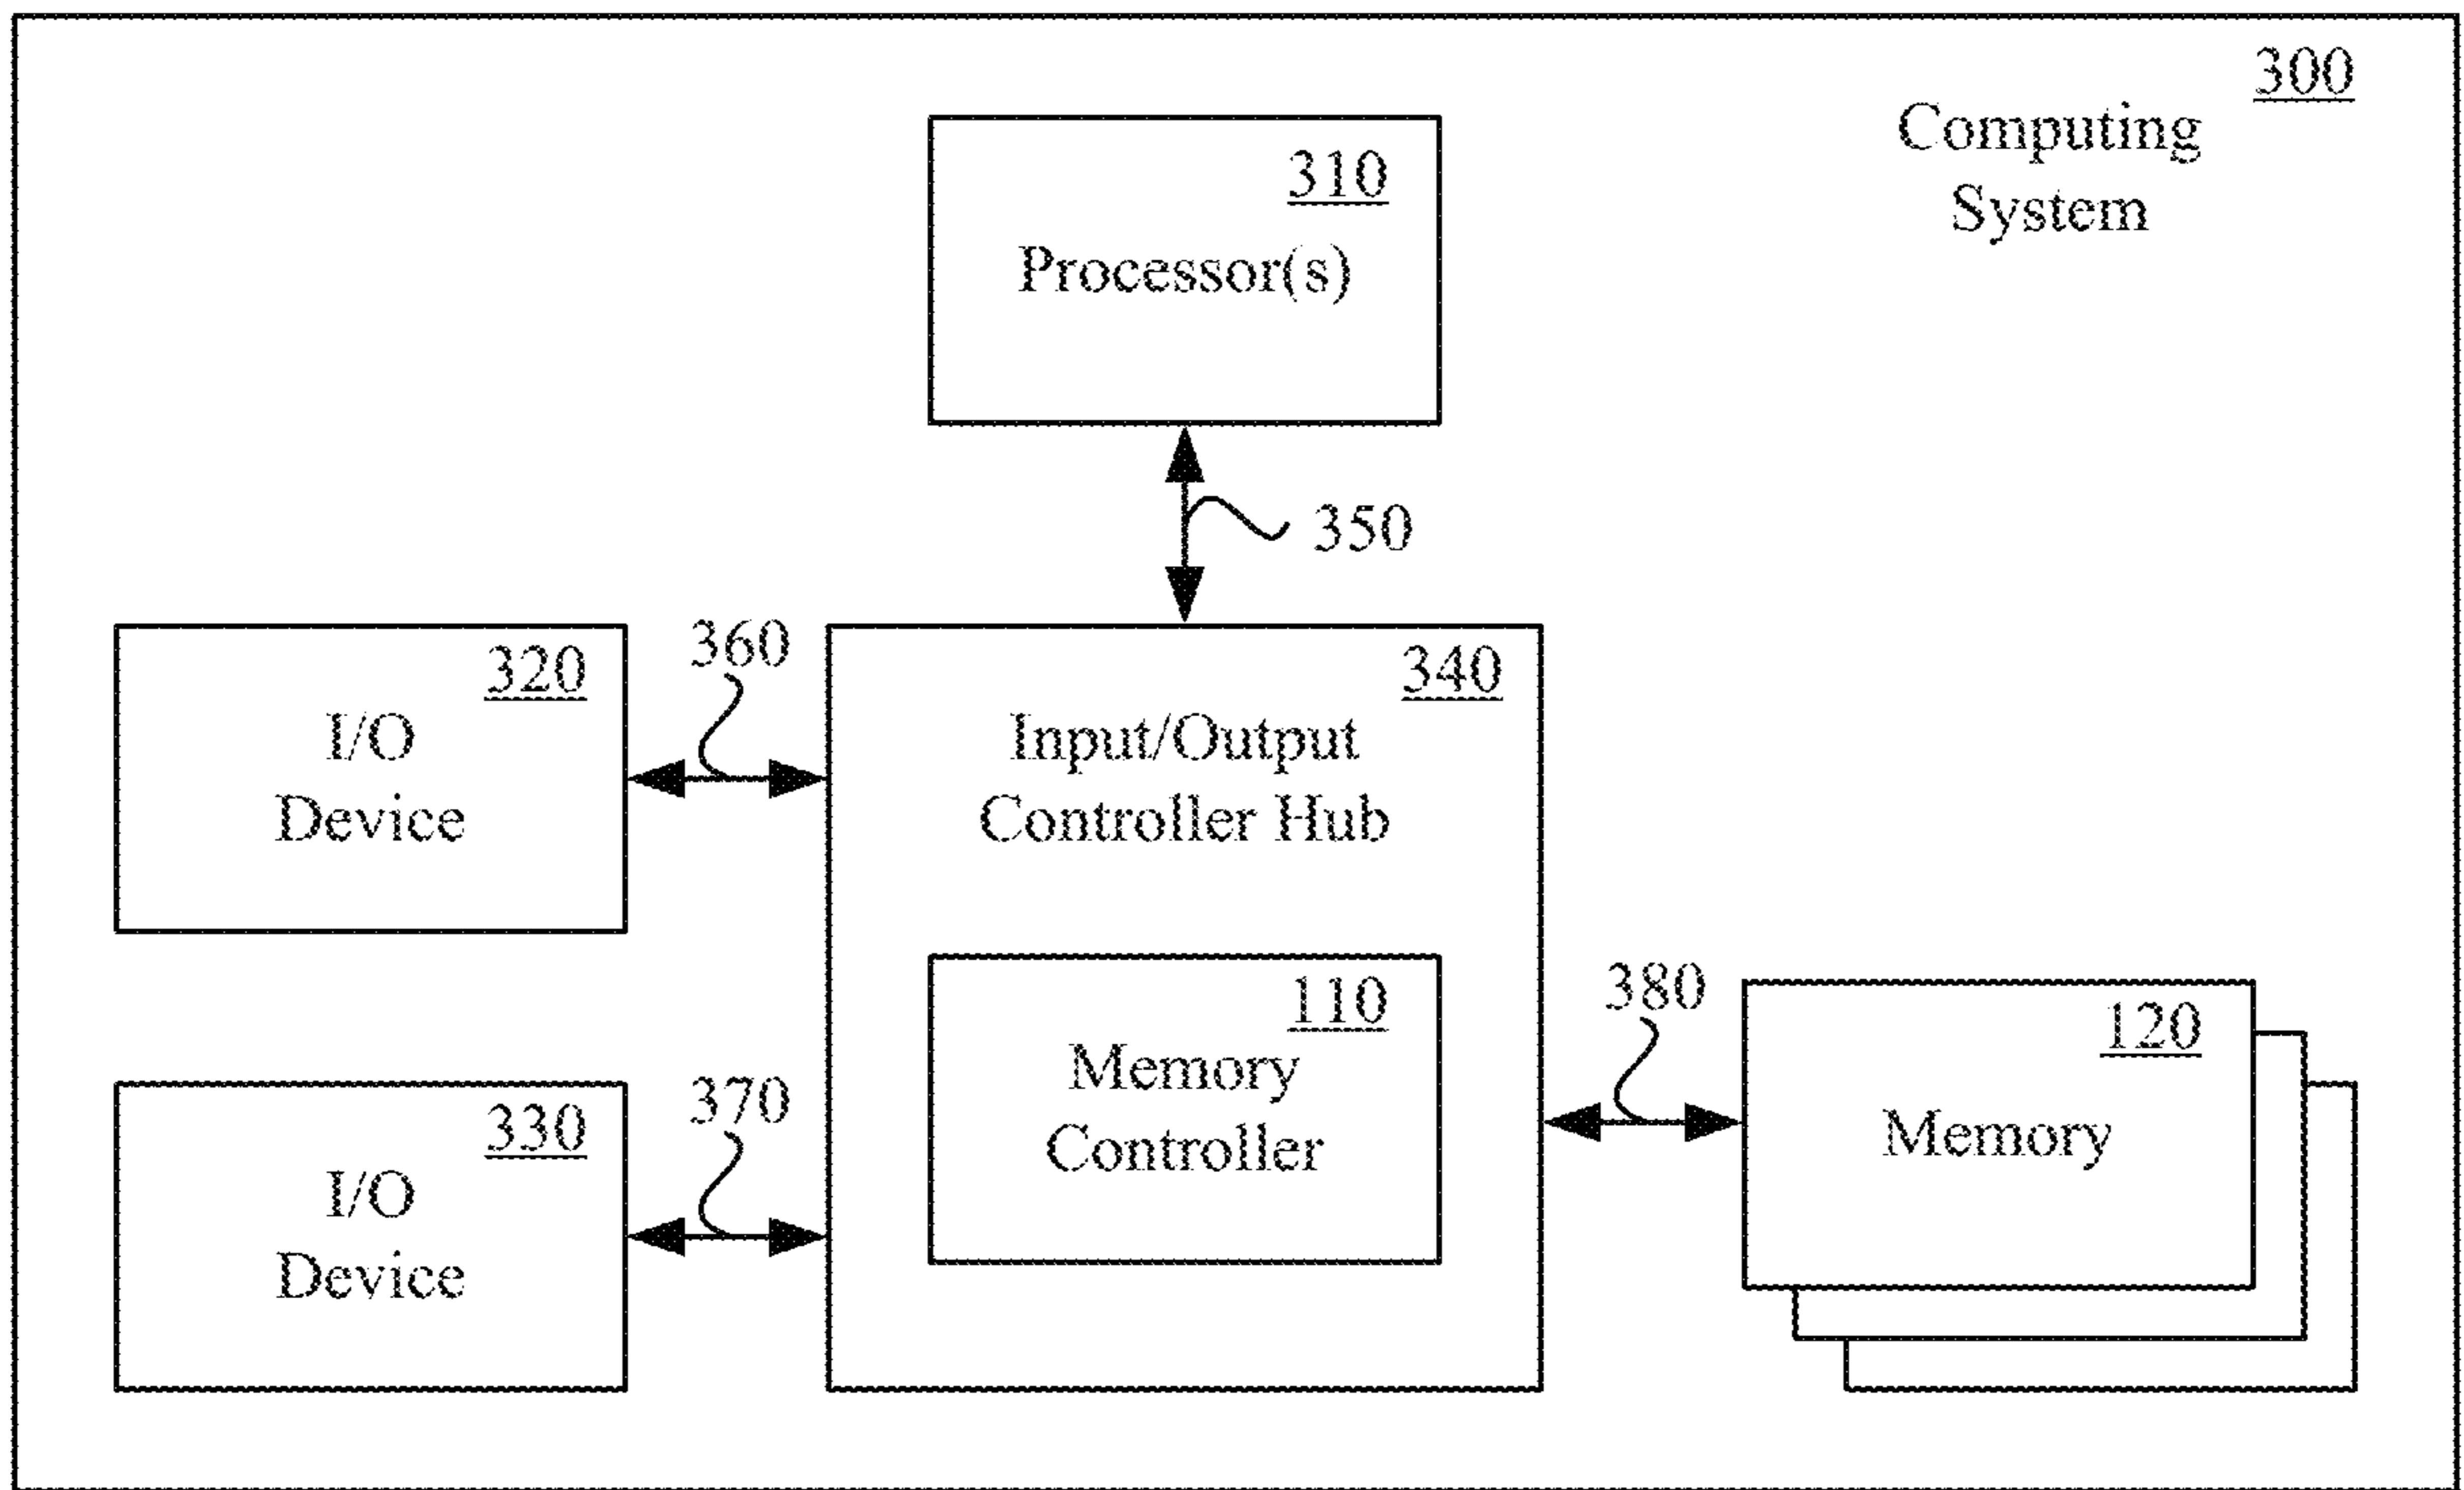 300
Computing
System
310
Processor(s)
350
320
I/O
Device
360
340
Input/Output
Controller Hub
110
Memory
Controller
380
120
Memory
330
I/O
Device
370